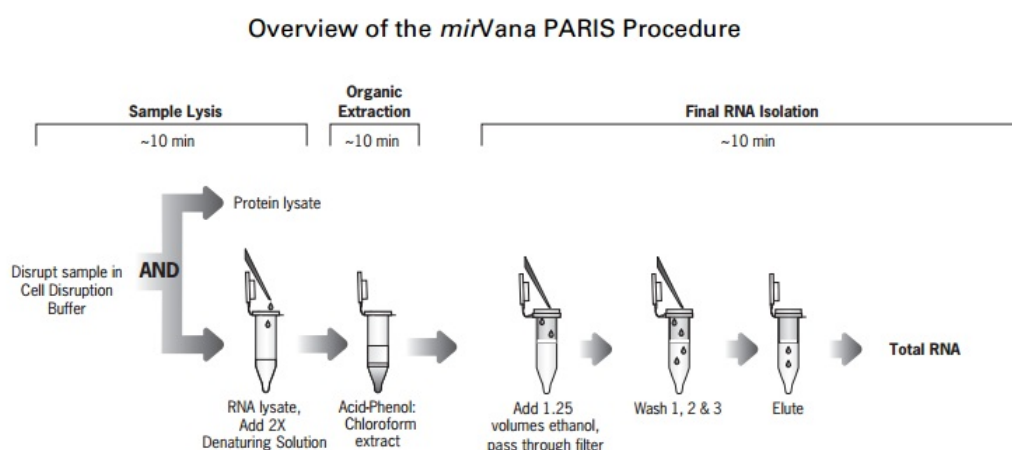 Overview of the mirVana PARIS Procedure
Sample Lysis
~10 min
Organic
Extraction
~10 min
Final RNA Isolation
~10 min
Protein lysate
Disrupt sample in
Cell Disruption
Buffer
AND
RNA lysate,
Add 2X
Denaturing Solution
Acid-Phenol:
Chloroform
extract
Add 1.25
volumes ethanol,
pass through filter
Wash 1, 2 & 3
Elute
Total RNA